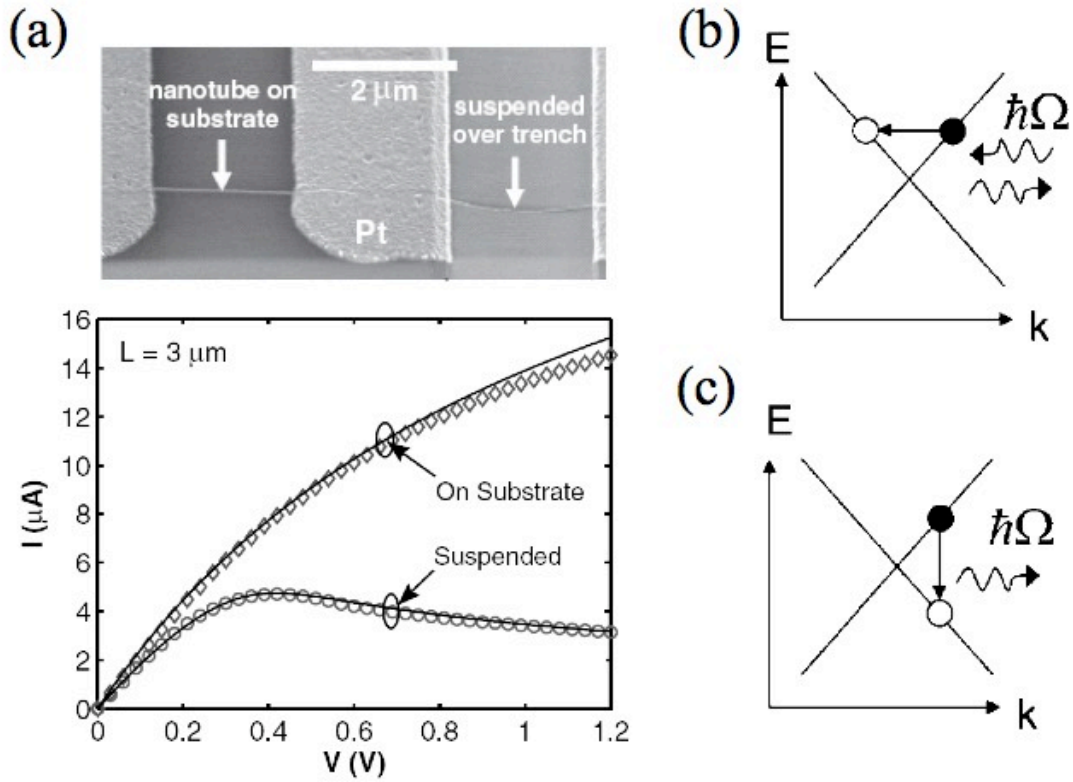 (a)
nanotube on
substrate
2 μm
suspended
over trench
Pt
16
14
12
10
8
6
4
2
0
I (μA)
L = 3 μm
On Substrate
Suspended
0
0.2
0.4
0.6
0.8
1
1.2
V (V)
(b)
E
ħΩ
k
(c)
E
ħΩ
k